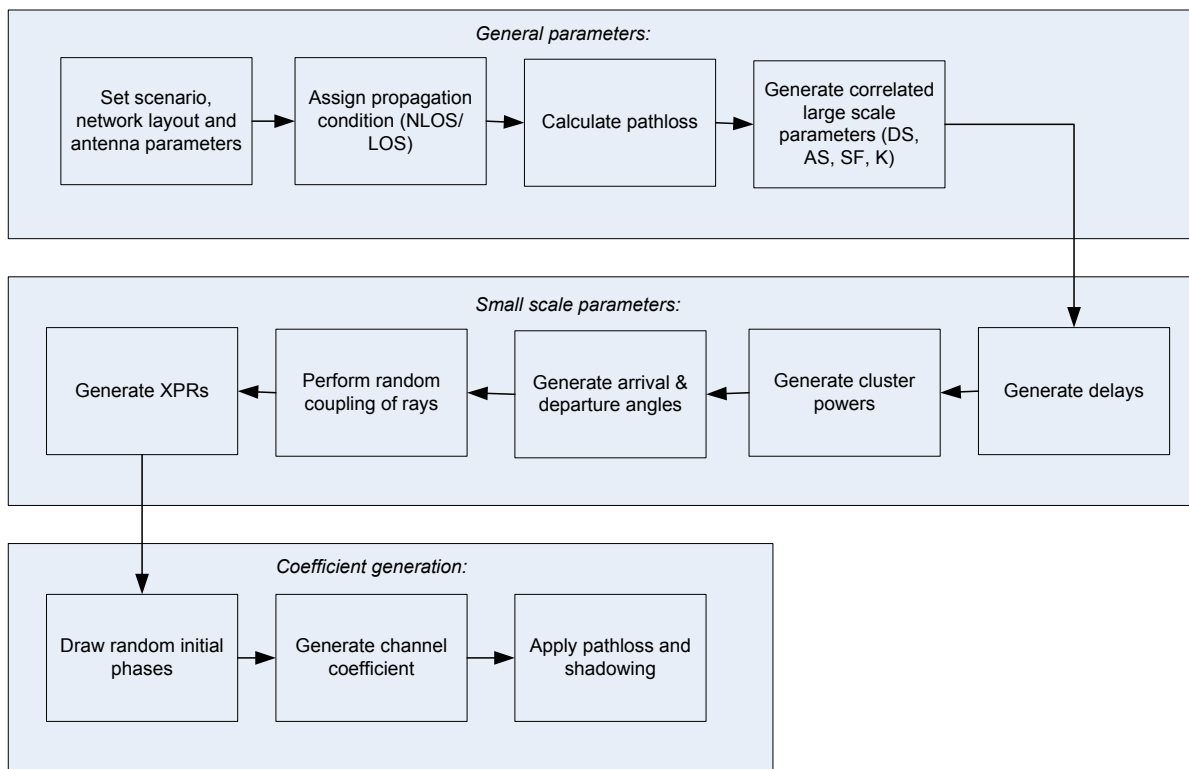 General parameters:
Set scenario,
network layout and
antenna parameters
Assign propagation
condition (NLOS/
LOS)
Calculate pathloss
Generate correlated
large scale
parameters (DS,
AS, SF, K)
Small scale parameters:
Generate XPRs
Perform random
coupling of rays
Generate arrival &
departure angles
Generate cluster
powers
Generate delays
Coefficient generation:
Draw random initial
phases
Generate channel
coefficient
Apply pathloss and
shadowing